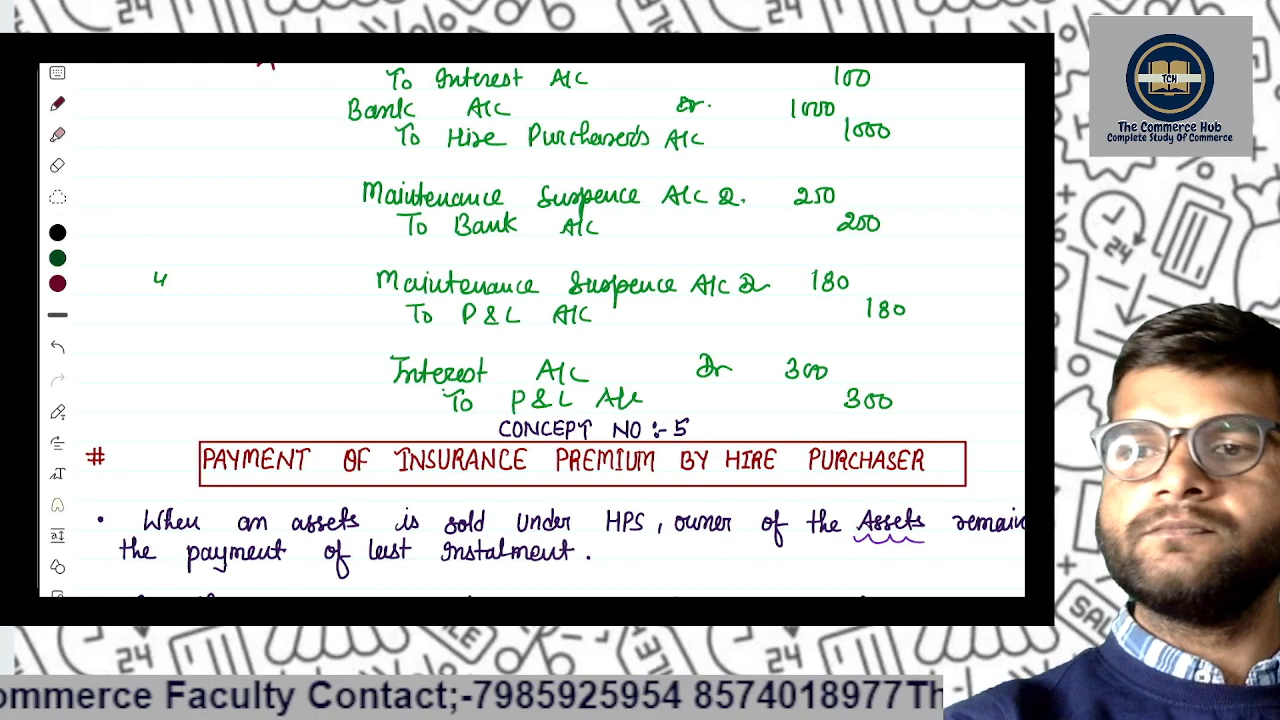 To Interest A/C 100
Bank A/C Dr. 1000
To Hire Purchaser's A/C 1000
Maintenance Suspence A/C Dr. 250
To Bank A/C 250
4 Maintenance Suspence A/C Dr 180
To P & L A/C 180
Interest A/C Dr 300
To P & L A/C 300
CONCEPT NO :- 5
# PAYMENT OF INSURANCE PREMIUM BY HIRE PURCHASER
• When an assets is sold under HPS, owner of the Assets remain
the payment of last instalment.
TCH
The Commerce Hub
Complete Study Of Commerce
ommerce Faculty Contact;-7985925954 8574018977Th